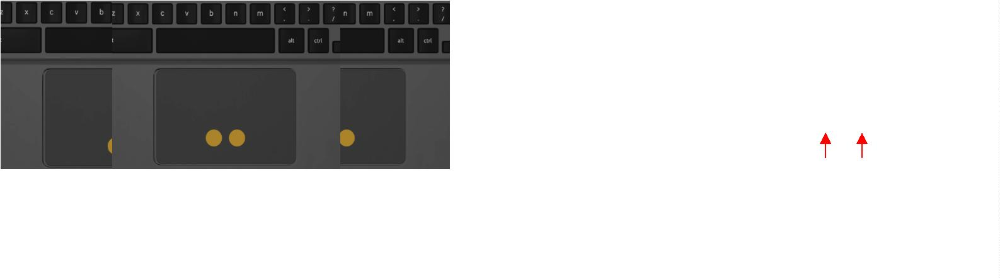 z x c v b z x c v b n m < , > . ? / n m < , > . ? /
t t alt ctrl alt ctrl